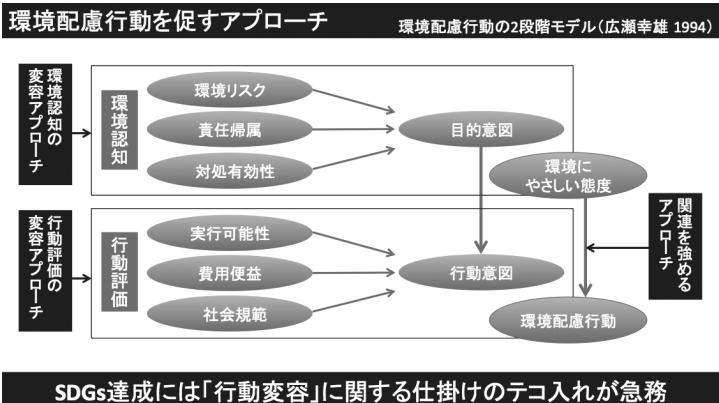 環境配慮行動を促すアプローチ
環境配慮行動の2段階モデル(広瀬幸雄 1994)
環境認知の
変容アプローチ
環境認知
環境リスク
責任帰属
対処有効性
目的意図
環境に
やさしい態度
行動評価の
変容アプローチ
行動評価
実行可能性
費用便益
社会規範
行動意図
環境配慮行動
関連を強める
アプローチ
SDGs達成には「行動変容」に関する仕掛けのテコ入れが急務